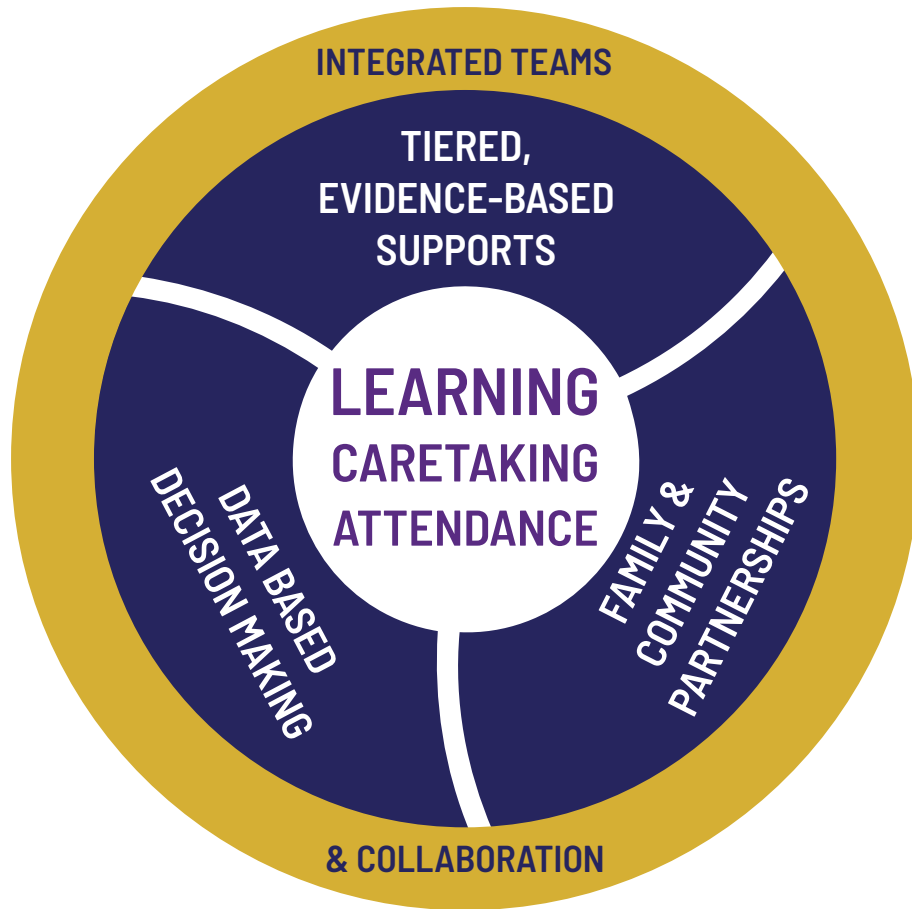 INTEGRATED TEAMS
TIERED,
EVIDENCE-BASED
SUPPORTS
LEARNING
CARETAKING
ATTENDANCE
DATA BASED
DECISION MAKING
FAMILY &
COMMUNITY
PARTNERSHIPS
& COLLABORATION